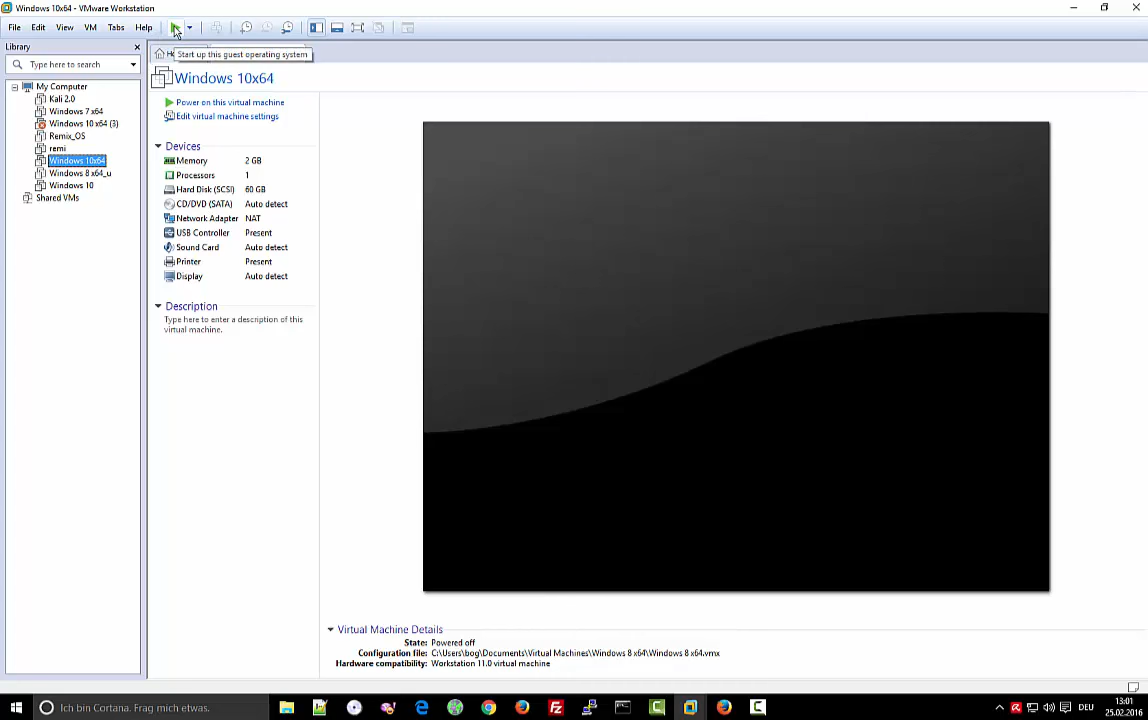 Windows 10x64 - VMware Workstation
File Edit View VM Tabs Help
Library
Type here to search
My Computer
Kali 2.0
Windows 7 x64
Windows 10 x64 (3)
Remix_OS
remi
Windows 10x64
Windows 8 x64_u
Windows 10
Shared VMs
Start up this guest operating system
Windows 10x64
Power on this virtual machine
Edit virtual machine settings
Devices
Memory 2 GB
Processors 1
Hard Disk (SCSI) 60 GB
CD/DVD (SATA) Auto detect
Network Adapter NAT
USB Controller Present
Sound Card Auto detect
Printer Present
Display Auto detect
Description
Type here to enter a description of this
virtual machine.
Virtual Machine Details
State: Powered off
Configuration file: C:\Users\bog\Documents\Virtual Machines\Windows 8 x64\Windows 8 x64.vmx
Hardware compatibility: Workstation 11.0 virtual machine
Ich bin Cortana. Frag mich etwas.
DEU
13:01
25.02.2016